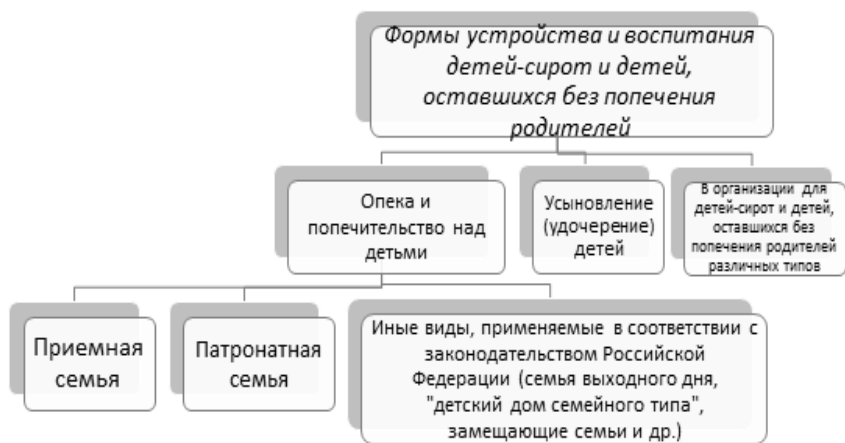 Формы устройства и воспитания
детей-сирот и детей,
оставшихся без попечения
родителей
Опека и
попечительство над
детьми
Усыновление
(удочерение)
детей
В организации для
детей-сирот и детей,
оставшихся без
попечения родителей
различных типов
Приемная
семья
Патронатная
семья
Иные виды, применяемые в соответствии с
законодательством Российской
Федерации (семья выходного дня,
"детский дом семейного типа",
замещающие семьи и др.)